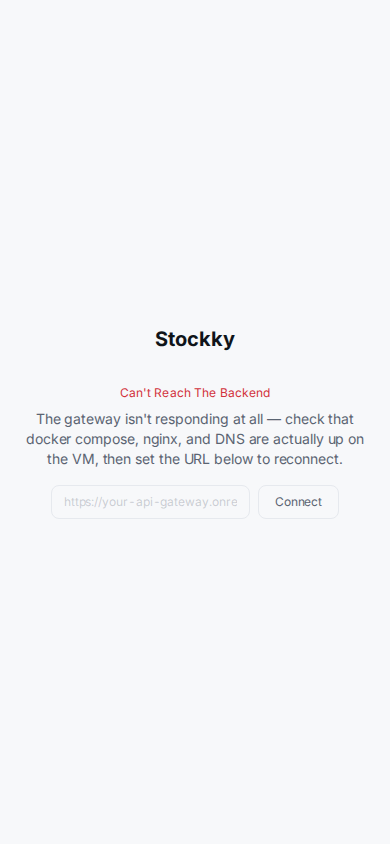 Stockky
Can't Reach The Backend
The gateway isn't responding at all — check that
docker compose, nginx, and DNS are actually up on
the VM, then set the URL below to reconnect.
https://your-api-gateway.onre
Connect